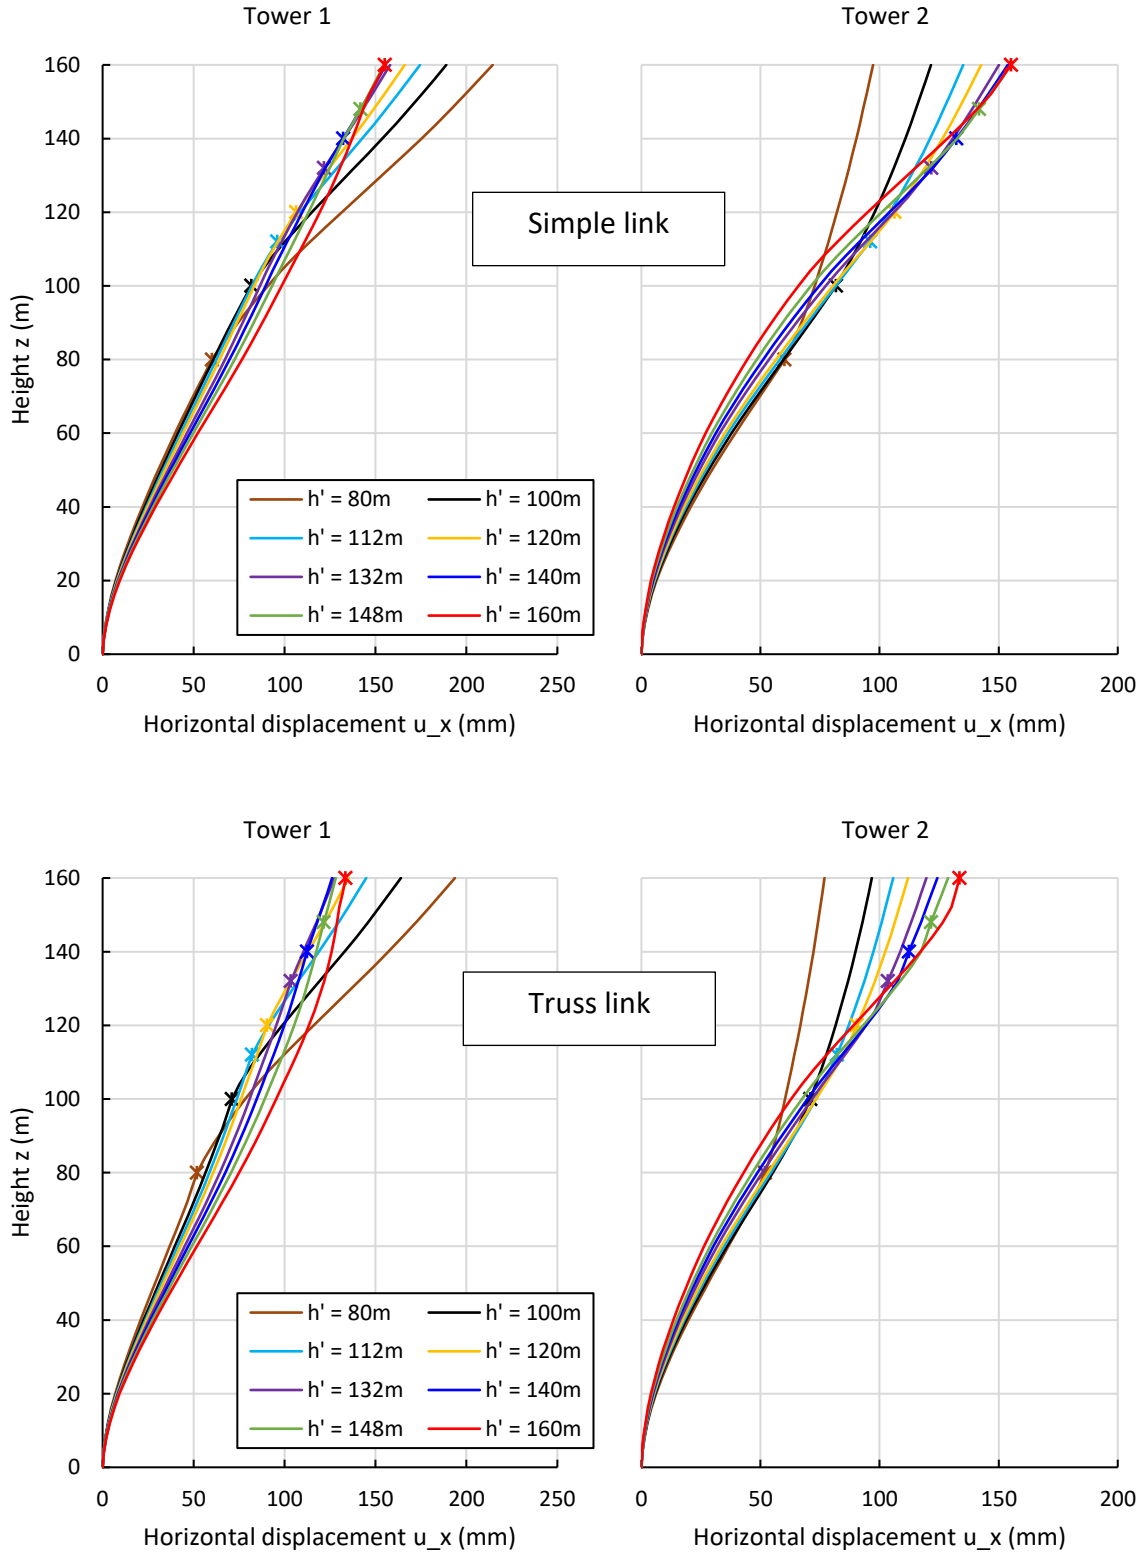 Tower 1
Tower 2
160
140
120
100
80
60
40
20
0
Height z (m)
Simple link
h' = 80m
h' = 100m
h' = 112m
h' = 120m
h' = 132m
h' = 140m
h' = 148m
h' = 160m
0 50 100 150 200 250
0 50 100 150 200
Horizontal displacement u_x (mm)
Horizontal displacement u_x (mm)
Tower 1
Tower 2
160
140
120
100
80
60
40
20
0
Height z (m)
Truss link
h' = 80m
h' = 100m
h' = 112m
h' = 120m
h' = 132m
h' = 140m
h' = 148m
h' = 160m
0 50 100 150 200 250
0 50 100 150 200
Horizontal displacement u_x (mm)
Horizontal displacement u_x (mm)